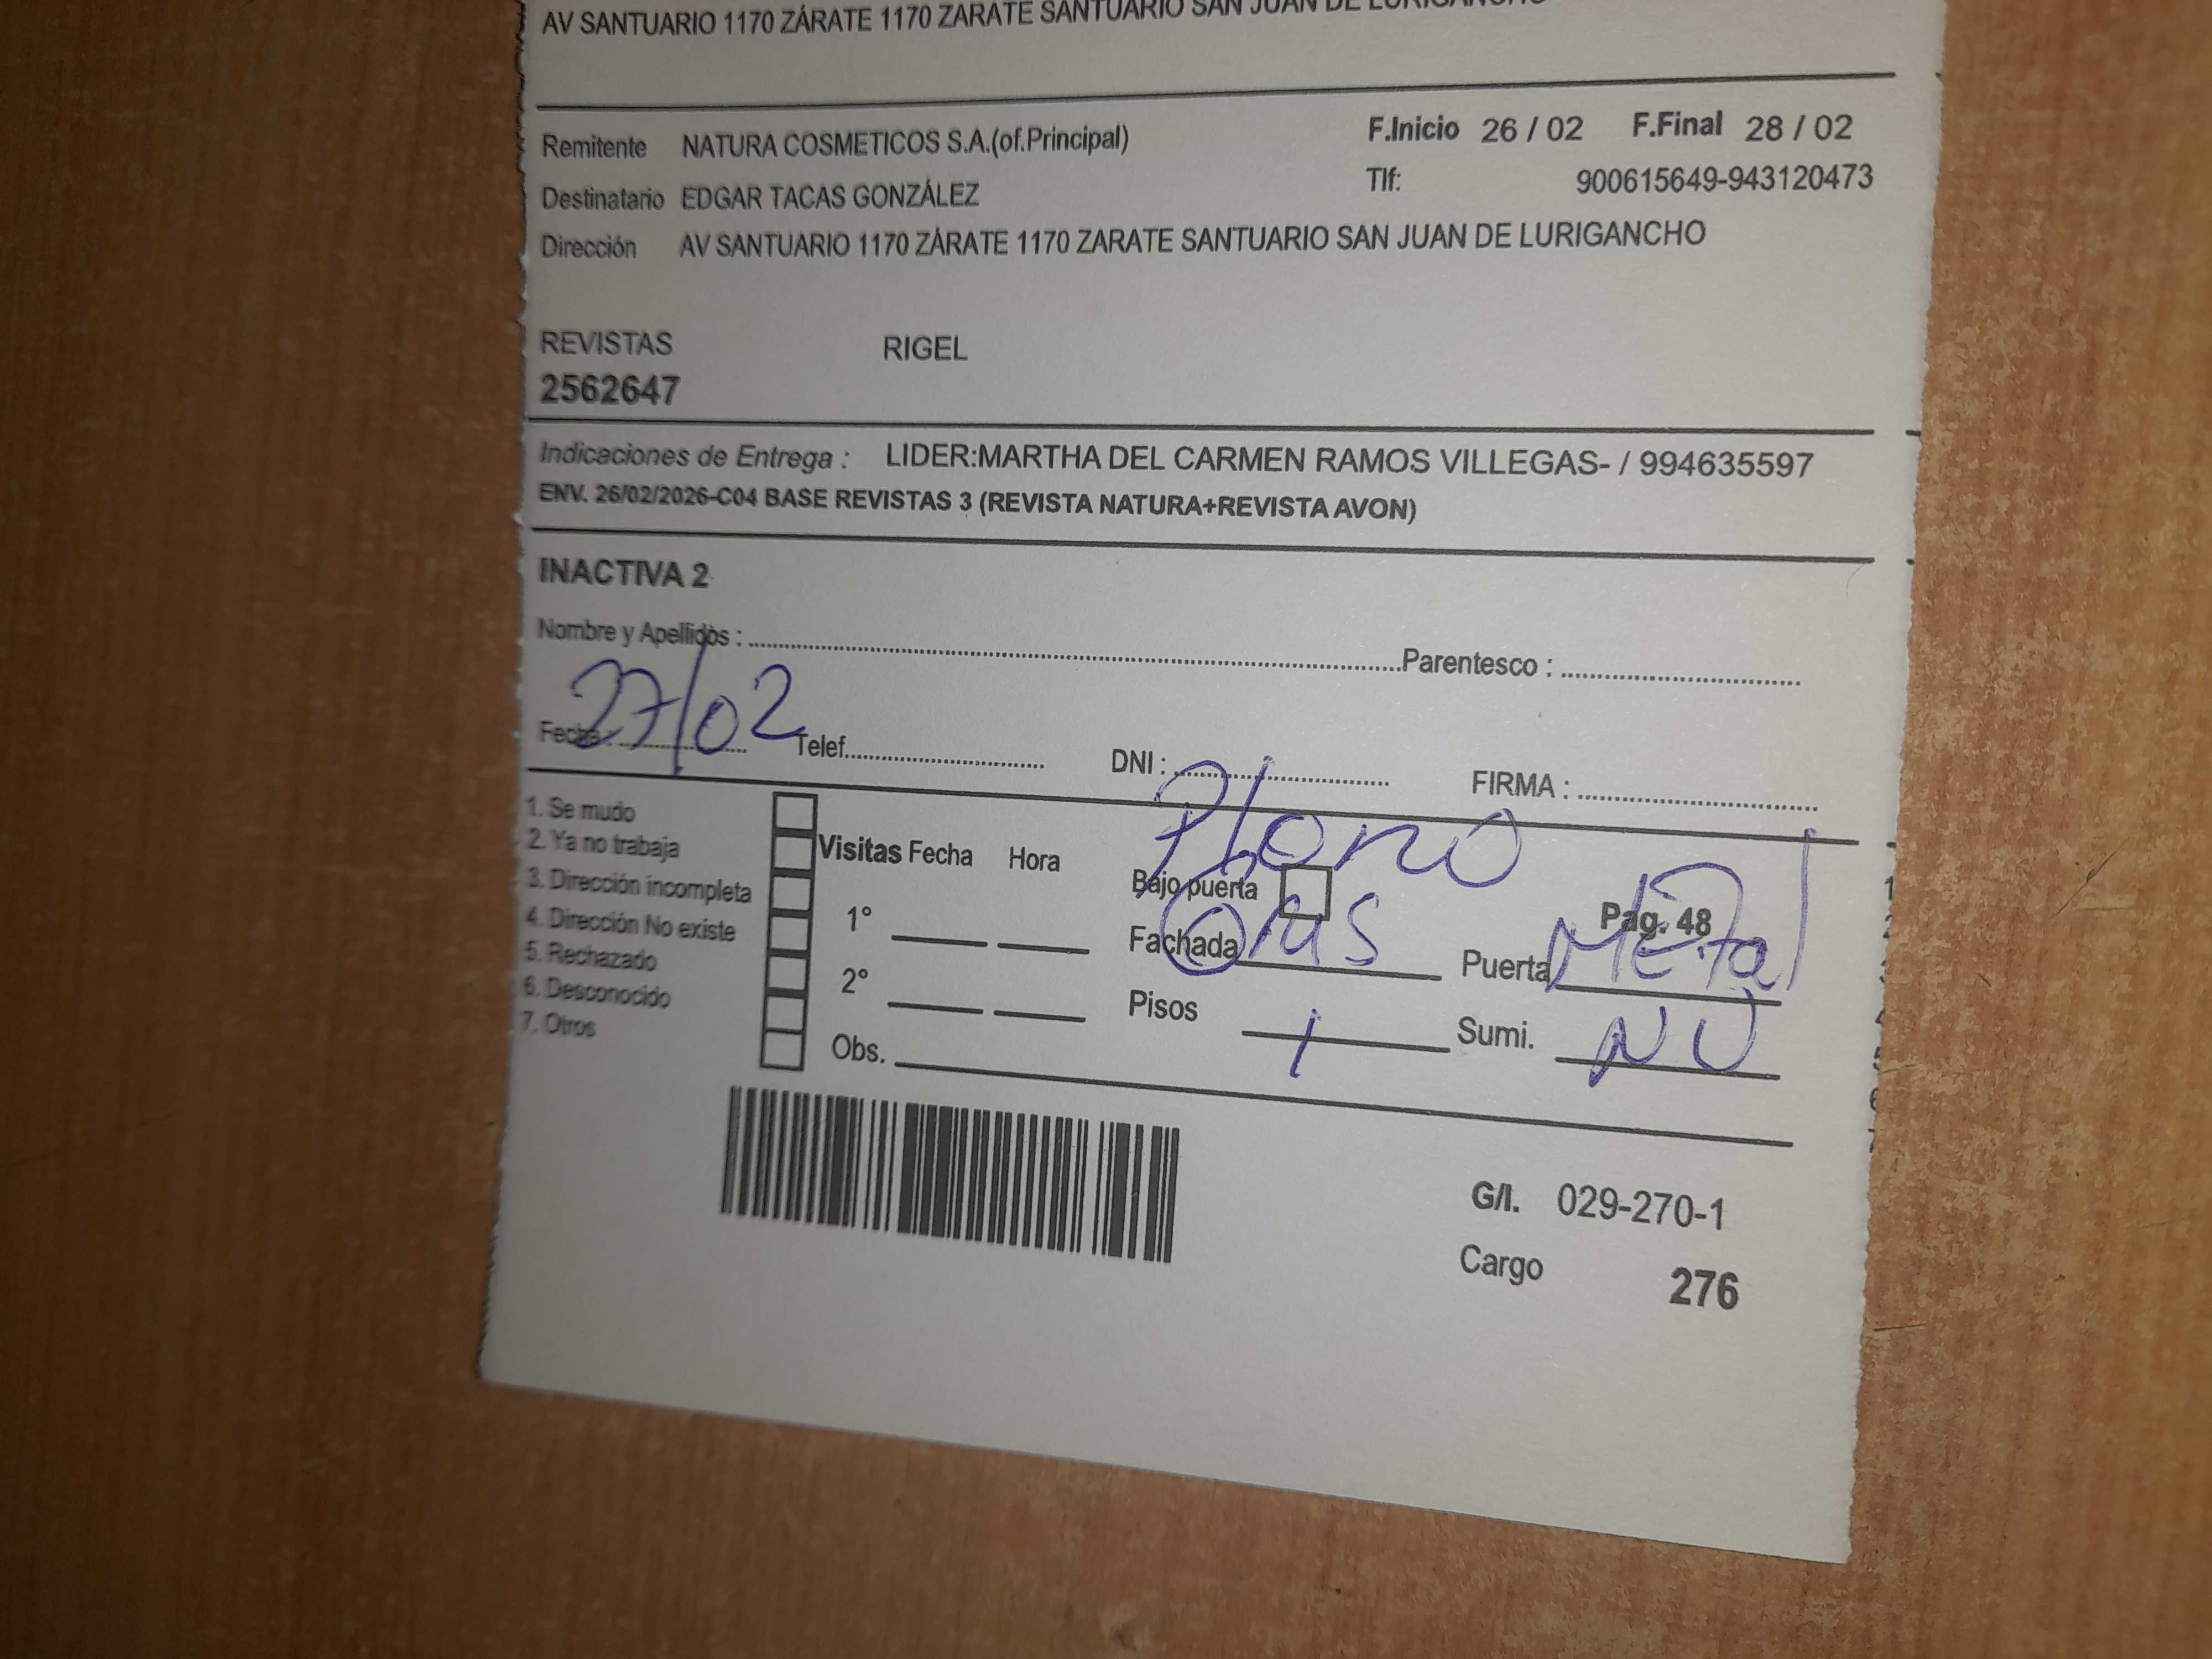 AV SANTUARIO 1170 ZÁRATE 1170 ZARATE SANTUARIO SAN JUAN DE LURIGANCHO
Remitente NATURA COSMETICOS S.A.(of.Principal) F.Inicio 26 / 02 F.Final 28 / 02
Destinatario EDGAR TACAS GONZÁLEZ Tlf: 900615649-943120473
Dirección AV SANTUARIO 1170 ZÁRATE 1170 ZARATE SANTUARIO SAN JUAN DE LURIGANCHO
REVISTAS RIGEL
2562647
Indicaciones de Entrega : LIDER:MARTHA DEL CARMEN RAMOS VILLEGAS- / 994635597
ENV. 26/02/2026-C04 BASE REVISTAS 3 (REVISTA NATURA+REVISTA AVON)
INACTIVA 2
Nombre y Apellidos : Parentesco :
Fecha : 27/02 Telef. DNI : FIRMA :
1. Se mudo
2. Ya no trabaja
3. Dirección incompleta
4. Dirección No existe
5. Rechazado
6. Desconocido
7. Otros
Visitas Fecha Hora
1°
2°
Obs.
Plomo
Bajo puerta Pag. 48
Fachada Puerta Metal
Pisos 1 Sumi. NO
G/I. 029-270-1
Cargo 276